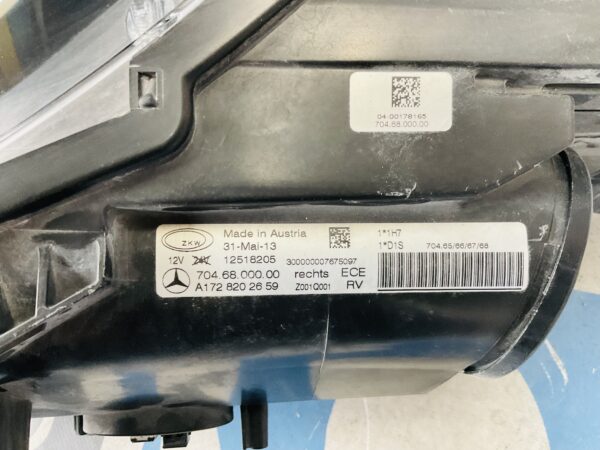 04-00178165
704.68.000.00
ZKW
Made in Austria
31-Mai-13
12V 24V 12518205
300000007675097
704.68.000.00 rechts ECE
A172 820 26 59 Z001Q001 RV
1*1H7
1*D1S 704.65/66/67/68